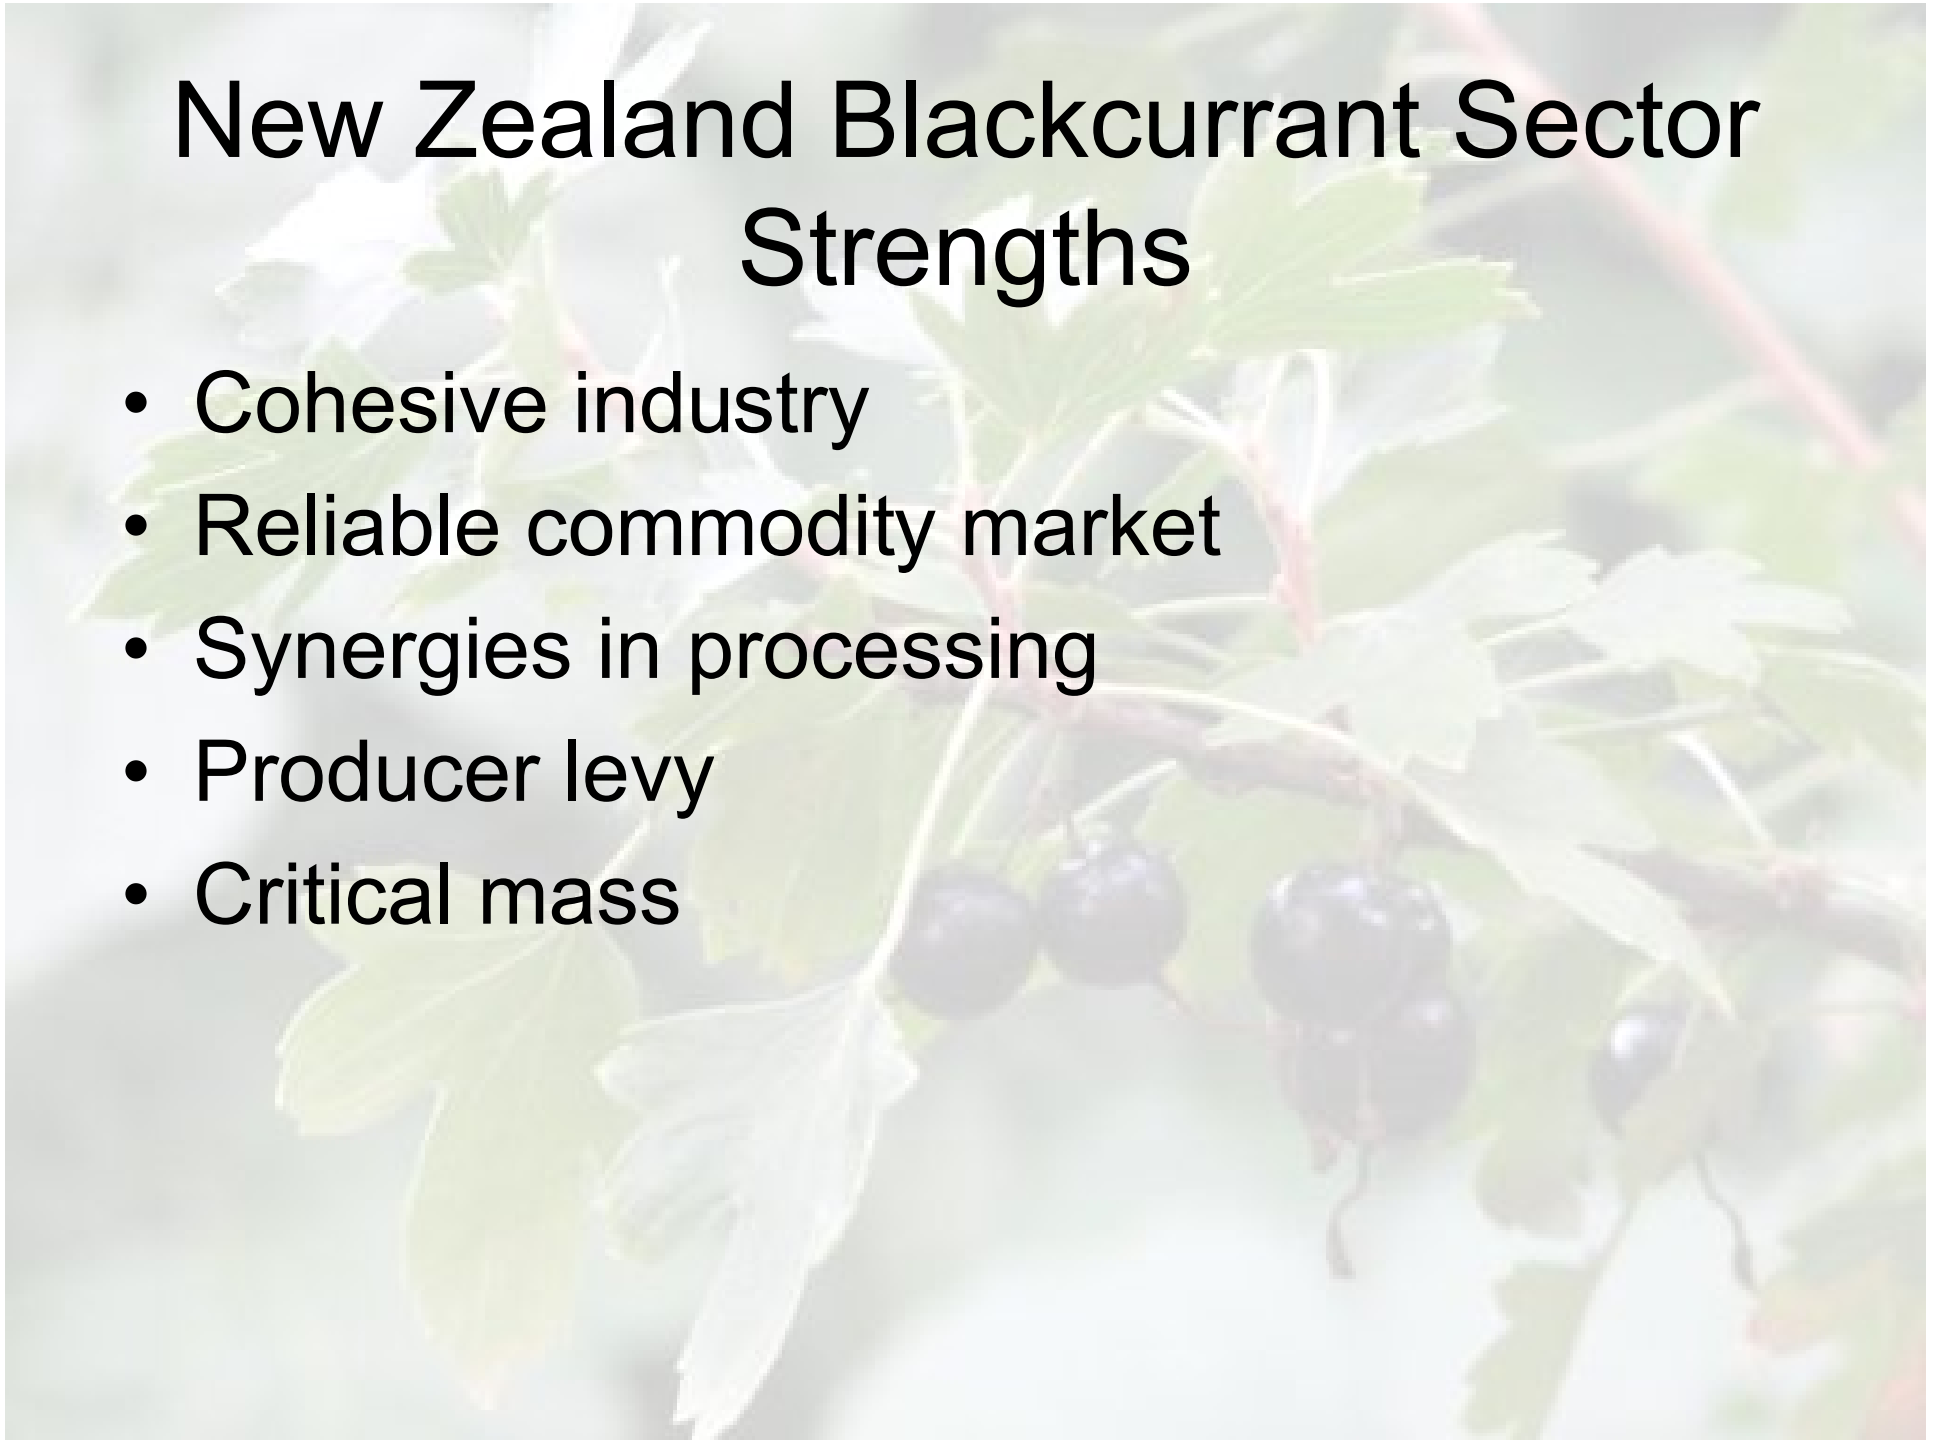 New Zealand Blackcurrant Sector
Strengths
• Cohesive industry
• Reliable commodity market
• Synergies in processing
• Producer levy
• Critical mass